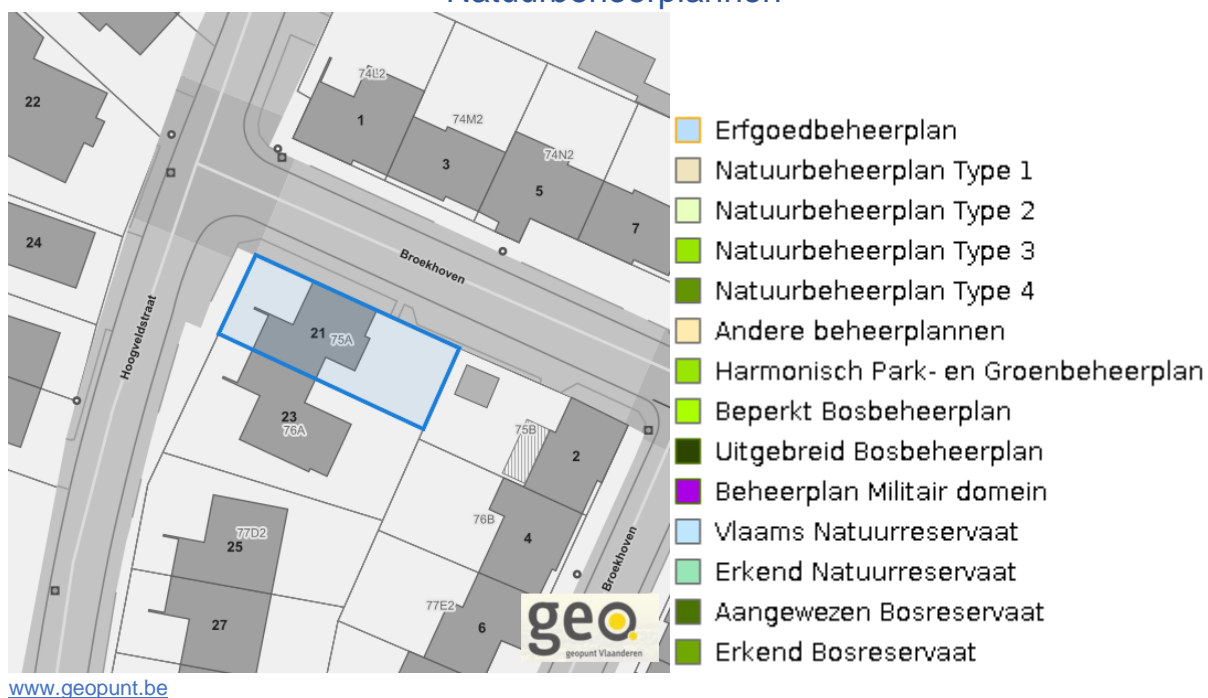 Natuurbeheerplannen
22
74L2
1
74M2
3
74N2
5
7
24
Broekhoven
Hoogveldstraat
21
75A
23
76A
75B
2
76B
4
77D2
25
Broekhoven
77E2
6
27
geo.
geopunt Vlaanderen
Erfgoedbeheerplan
Natuurbeheerplan Type 1
Natuurbeheerplan Type 2
Natuurbeheerplan Type 3
Natuurbeheerplan Type 4
Andere beheerplannen
Harmonisch Park- en Groenbeheerplan
Beperkt Bosbeheerplan
Uitgebreid Bosbeheerplan
Beheerplan Militair domein
Vlaams Natuurreservaat
Erkend Natuurreservaat
Aangewezen Bosreservaat
Erkend Bosreservaat
www.geopunt.be